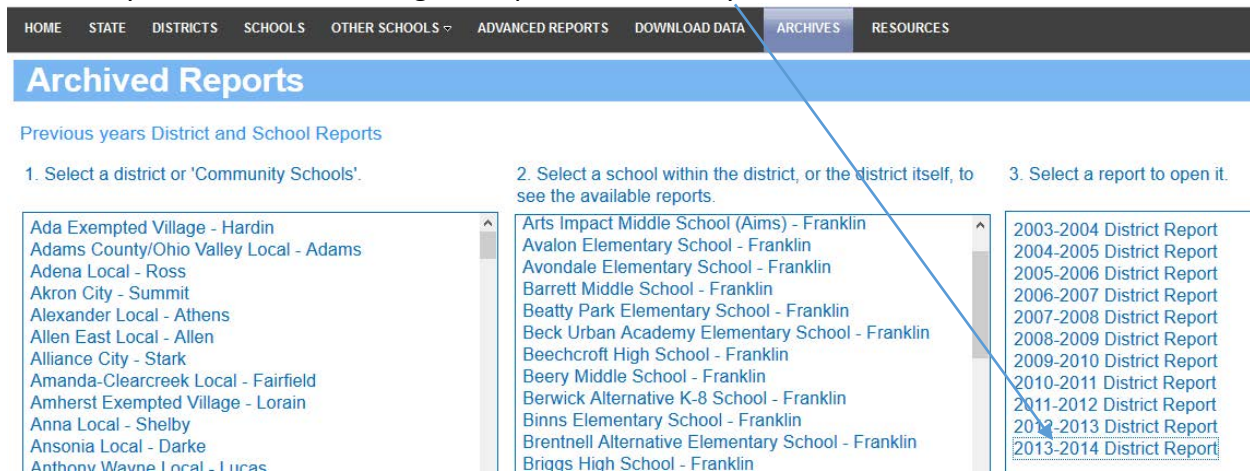 HOME STATE DISTRICTS SCHOOLS OTHER SCHOOLS ▽ ADVANCED REPORTS DOWNLOAD DATA ARCHIVES RESOURCES
Archived Reports
Previous years District and School Reports
1. Select a district or 'Community Schools'.
Ada Exempted Village - Hardin
Adams County/Ohio Valley Local - Adams
Adena Local - Ross
Akron City - Summit
Alexander Local - Athens
Allen East Local - Allen
Alliance City - Stark
Amanda-Clearcreek Local - Fairfield
Amherst Exempted Village - Lorain
Anna Local - Shelby
Ansonia Local - Darke
Anthony Wayne Local - Lucas
2. Select a school within the district, or the district itself, to
see the available reports.
Arts Impact Middle School (Aims) - Franklin
Avalon Elementary School - Franklin
Avondale Elementary School - Franklin
Barrett Middle School - Franklin
Beatty Park Elementary School - Franklin
Beck Urban Academy Elementary School - Franklin
Beechcroft High School - Franklin
Beery Middle School - Franklin
Berwick Alternative K-8 School - Franklin
Binns Elementary School - Franklin
Brentnell Alternative Elementary School - Franklin
Briggs High School - Franklin
3. Select a report to open it.
2003-2004 District Report
2004-2005 District Report
2005-2006 District Report
2006-2007 District Report
2007-2008 District Report
2008-2009 District Report
2009-2010 District Report
2010-2011 District Report
2011-2012 District Report
2012-2013 District Report
2013-2014 District Report